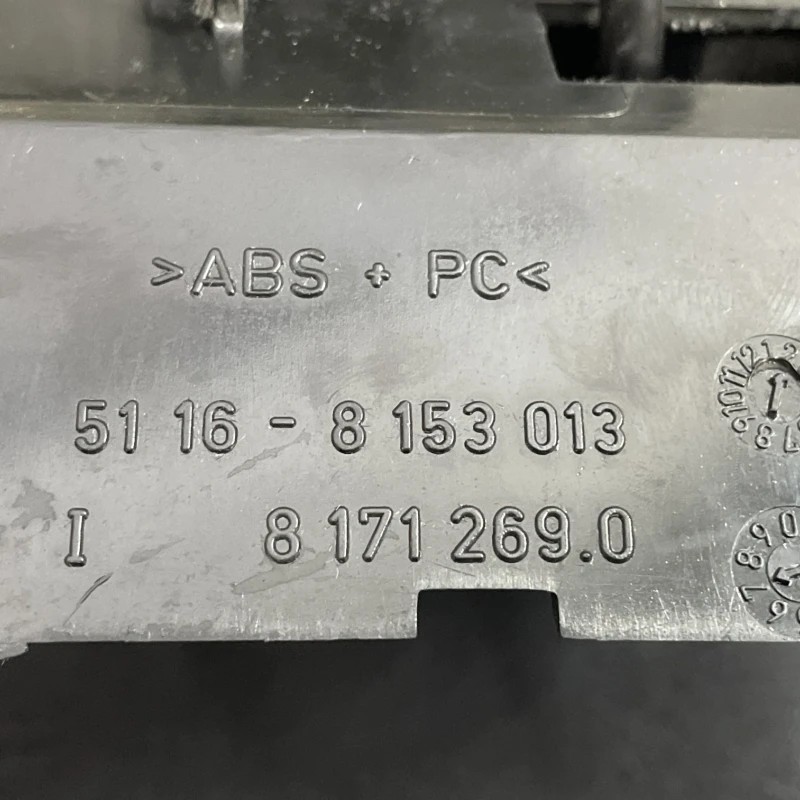 >ABS + PC<
51 16 - 8 153 013
I 8 171 269.0